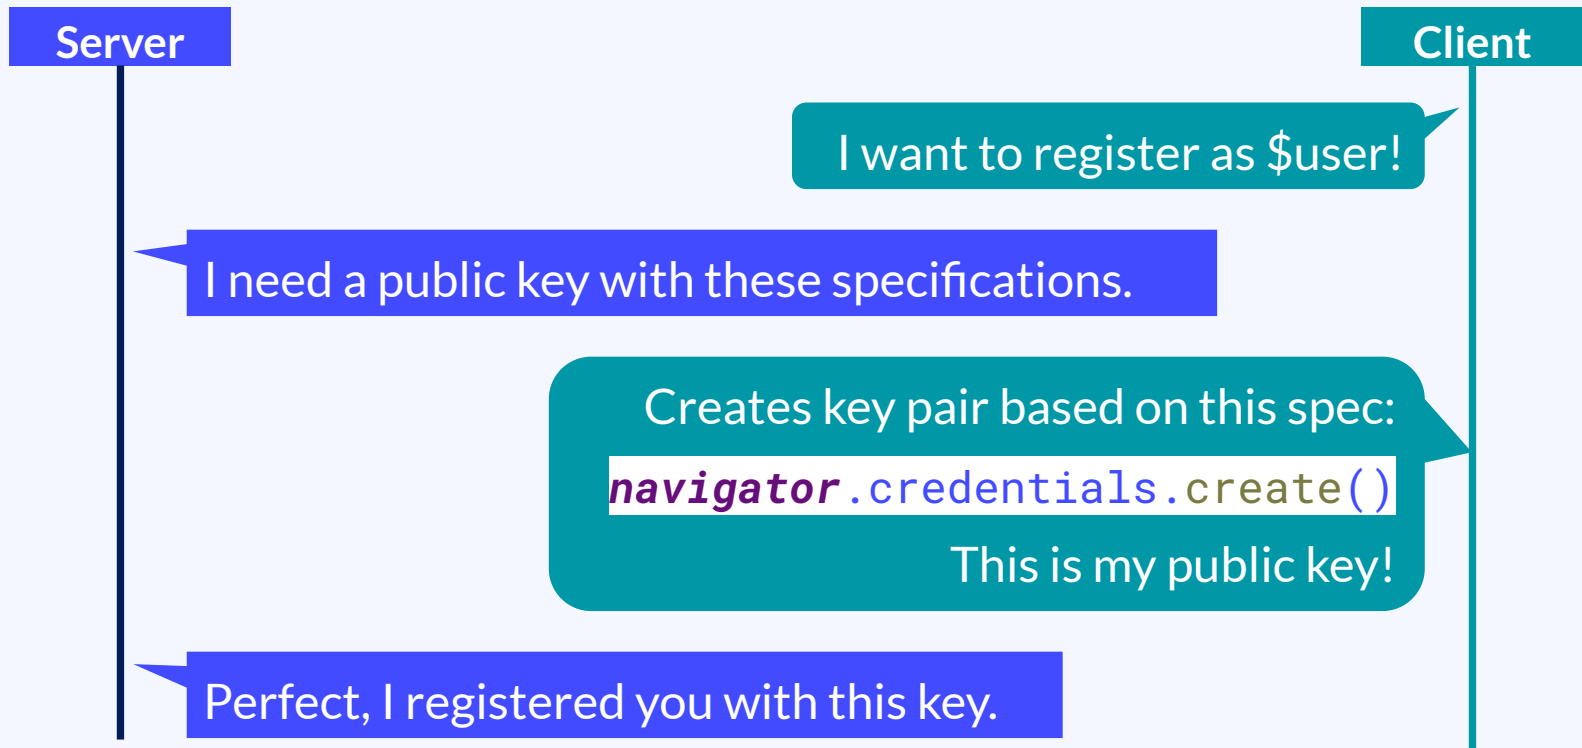 Server
Client
I want to register as $user!
I need a public key with these specifications.
Creates key pair based on this spec:
navigator.credentials.create()
This is my public key!
Perfect, I registered you with this key.